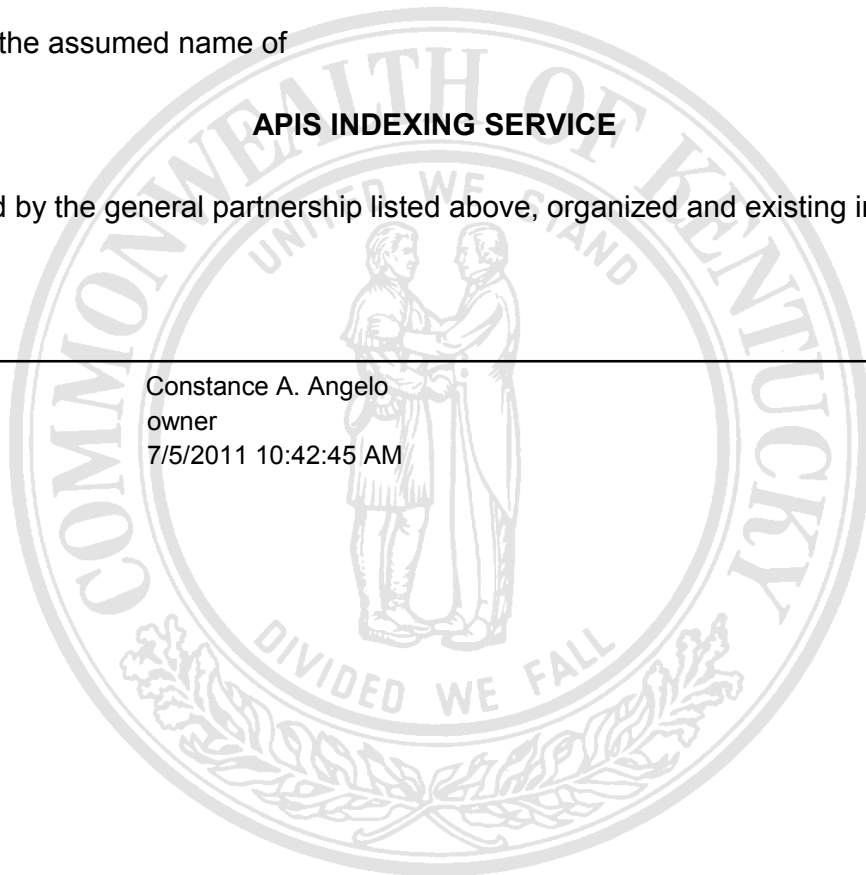 the assumed name of
APIS INDEXING SERVICE
by the general partnership listed above, organized and existing
Constance A. Angelo
owner
7/5/2011 10:42:45 AM
COMMONWEALTH OF KENTUCKY
UNITED WE STAND
DIVIDED WE FALL